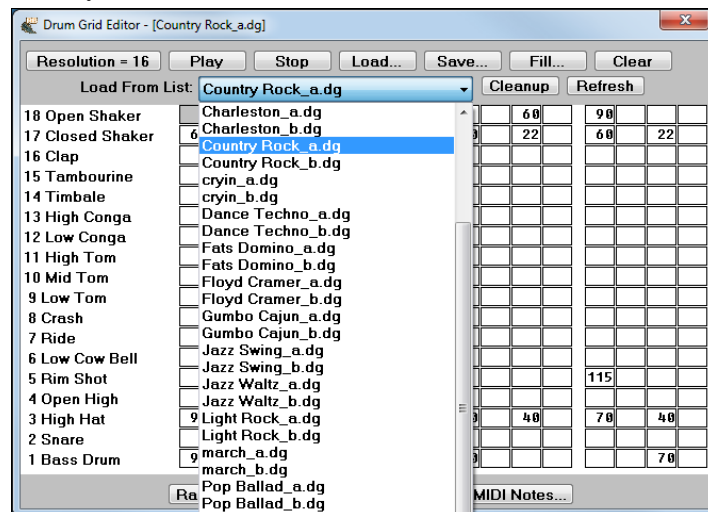 Drum Grid Editor - [Country Rock_a.dg]
Resolution = 16 Play Stop Load... Save... Fill... Clear
Load From List: Country Rock_a.dg Cleanup Refresh
18 Open Shaker Charleston_a.dg 60 90
17 Closed Shaker 6 Charleston_b.dg 22 60 22
Country Rock_a.dg
16 Clap Country Rock_b.dg
15 Tambourine cryin_a.dg
14 Timbale cryin_b.dg
13 High Conga Dance Techno_a.dg
12 Low Conga Dance Techno_b.dg
11 High Tom Fats Domino_a.dg
Fats Domino_b.dg
10 Mid Tom Floyd Cramer_a.dg
9 Low Tom Floyd Cramer_b.dg
8 Crash Gumbo Cajun_a.dg
7 Ride Gumbo Cajun_b.dg
Jazz Swing_a.dg
6 Low Cow Bell Jazz Swing_b.dg
5 Rim Shot Jazz Waltz_a.dg 115
4 Open High Jazz Waltz_b.dg
3 High Hat 9 Light Rock_a.dg 40 70 40
2 Snare Light Rock_b.dg
march_a.dg
1 Bass Drum 9 march_b.dg 70
Pop Ballad_a.dg
Ra Pop Ballad_b.dg MIDI Notes...